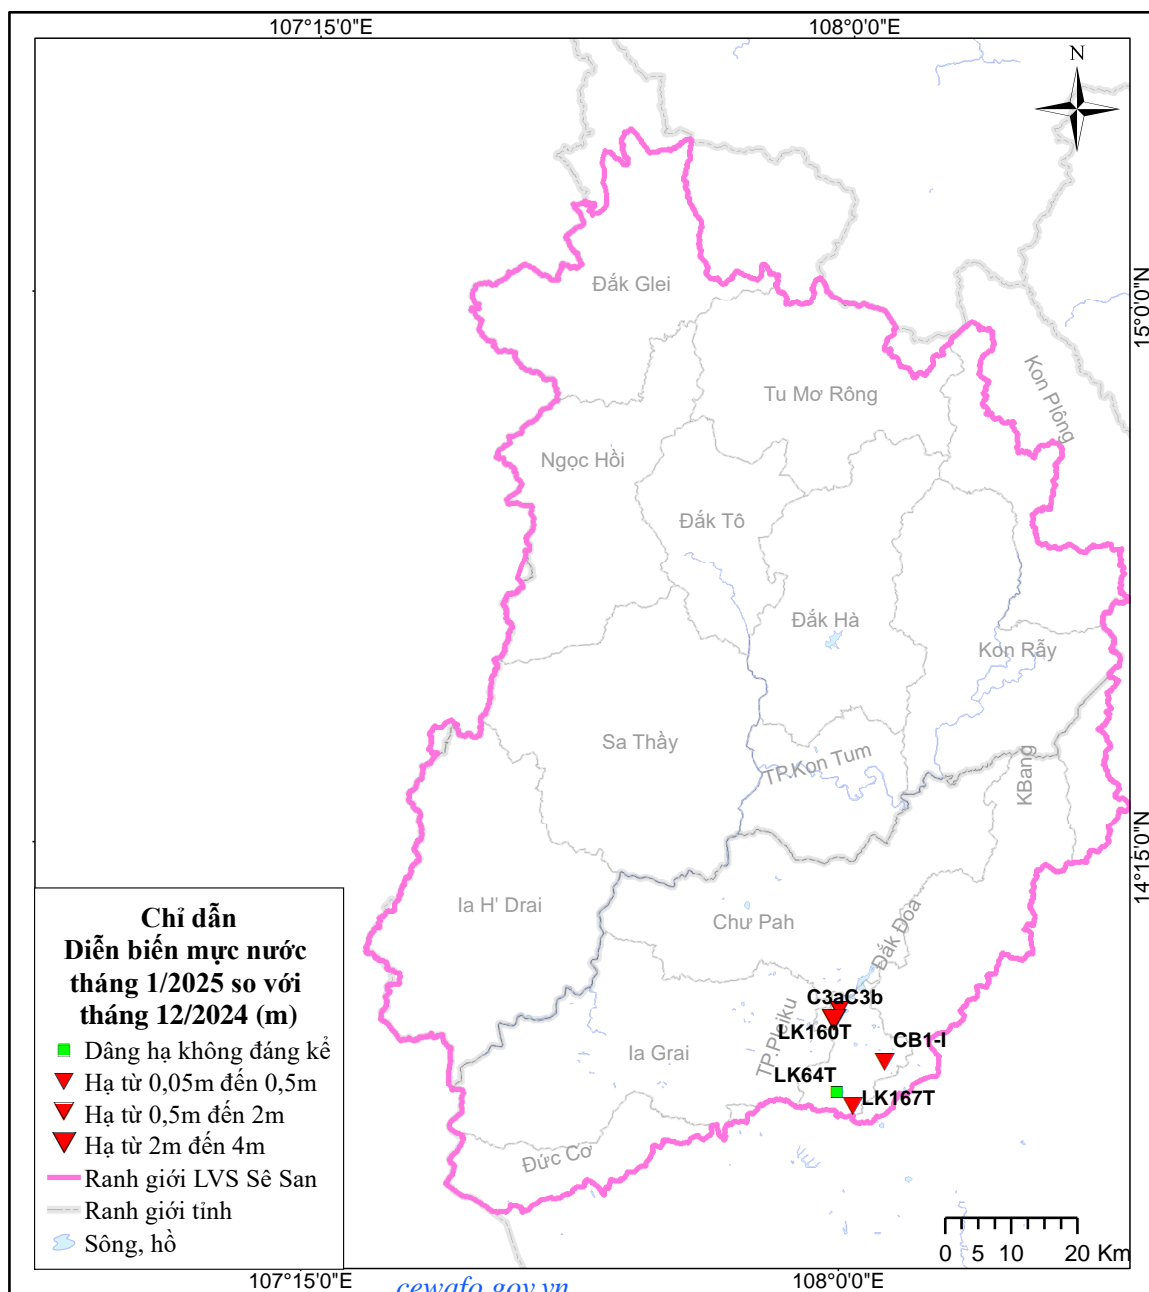 107°15'0"E
108°0'0"E
N
Đắk Glei
15°0'0"N
Tu Mơ Rông
Kon Plông
Ngọc Hồi
Đắk Tô
Đắk Hà
Kon Rẫy
Sa Thầy
TP.Kon Tum
KBang
14°15'0"N
Ia H' Drai
Chư Pah
Đắk Đoa
C3aC3b
TP.Pleiku
LK160T
Ia Grai
CB1-I
LK64T
LK167T
Đức Cơ
Chỉ dẫn
Diễn biến mực nước
tháng 1/2025 so với
tháng 12/2024 (m)
Dâng hạ không đáng kể
Hạ từ 0,05m đến 0,5m
Hạ từ 0,5m đến 2m
Hạ từ 2m đến 4m
Ranh giới LVS Sê San
Ranh giới tỉnh
Sông, hồ
0 5 10 20 Km
107°15'0"E
108°0'0"E
cewafo.gov.vn